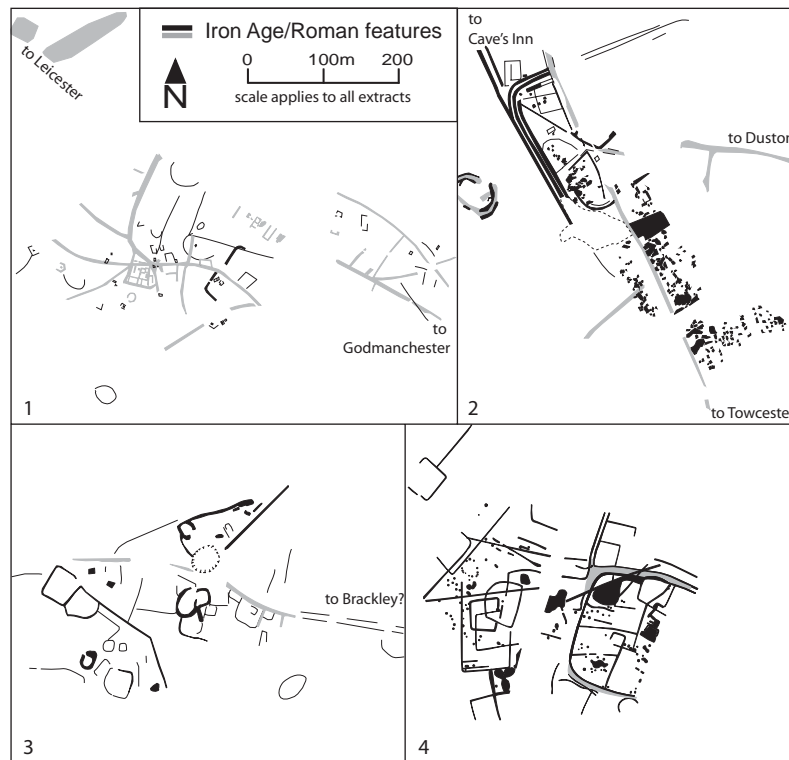 to Leicester
Iron Age/Roman features
N
0 100m 200
scale applies to all extracts
to
Godmanchester
1
to
Cave's Inn
to Duston
to Towcester
2
to Brackley?
3
4